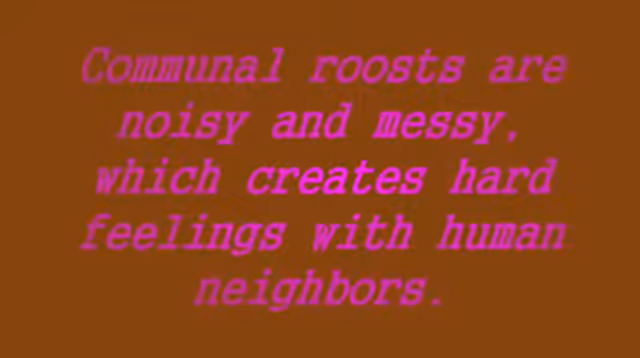 Communal roosts are
noisy and messy,
which creates hard
feelings with human
neighbors.